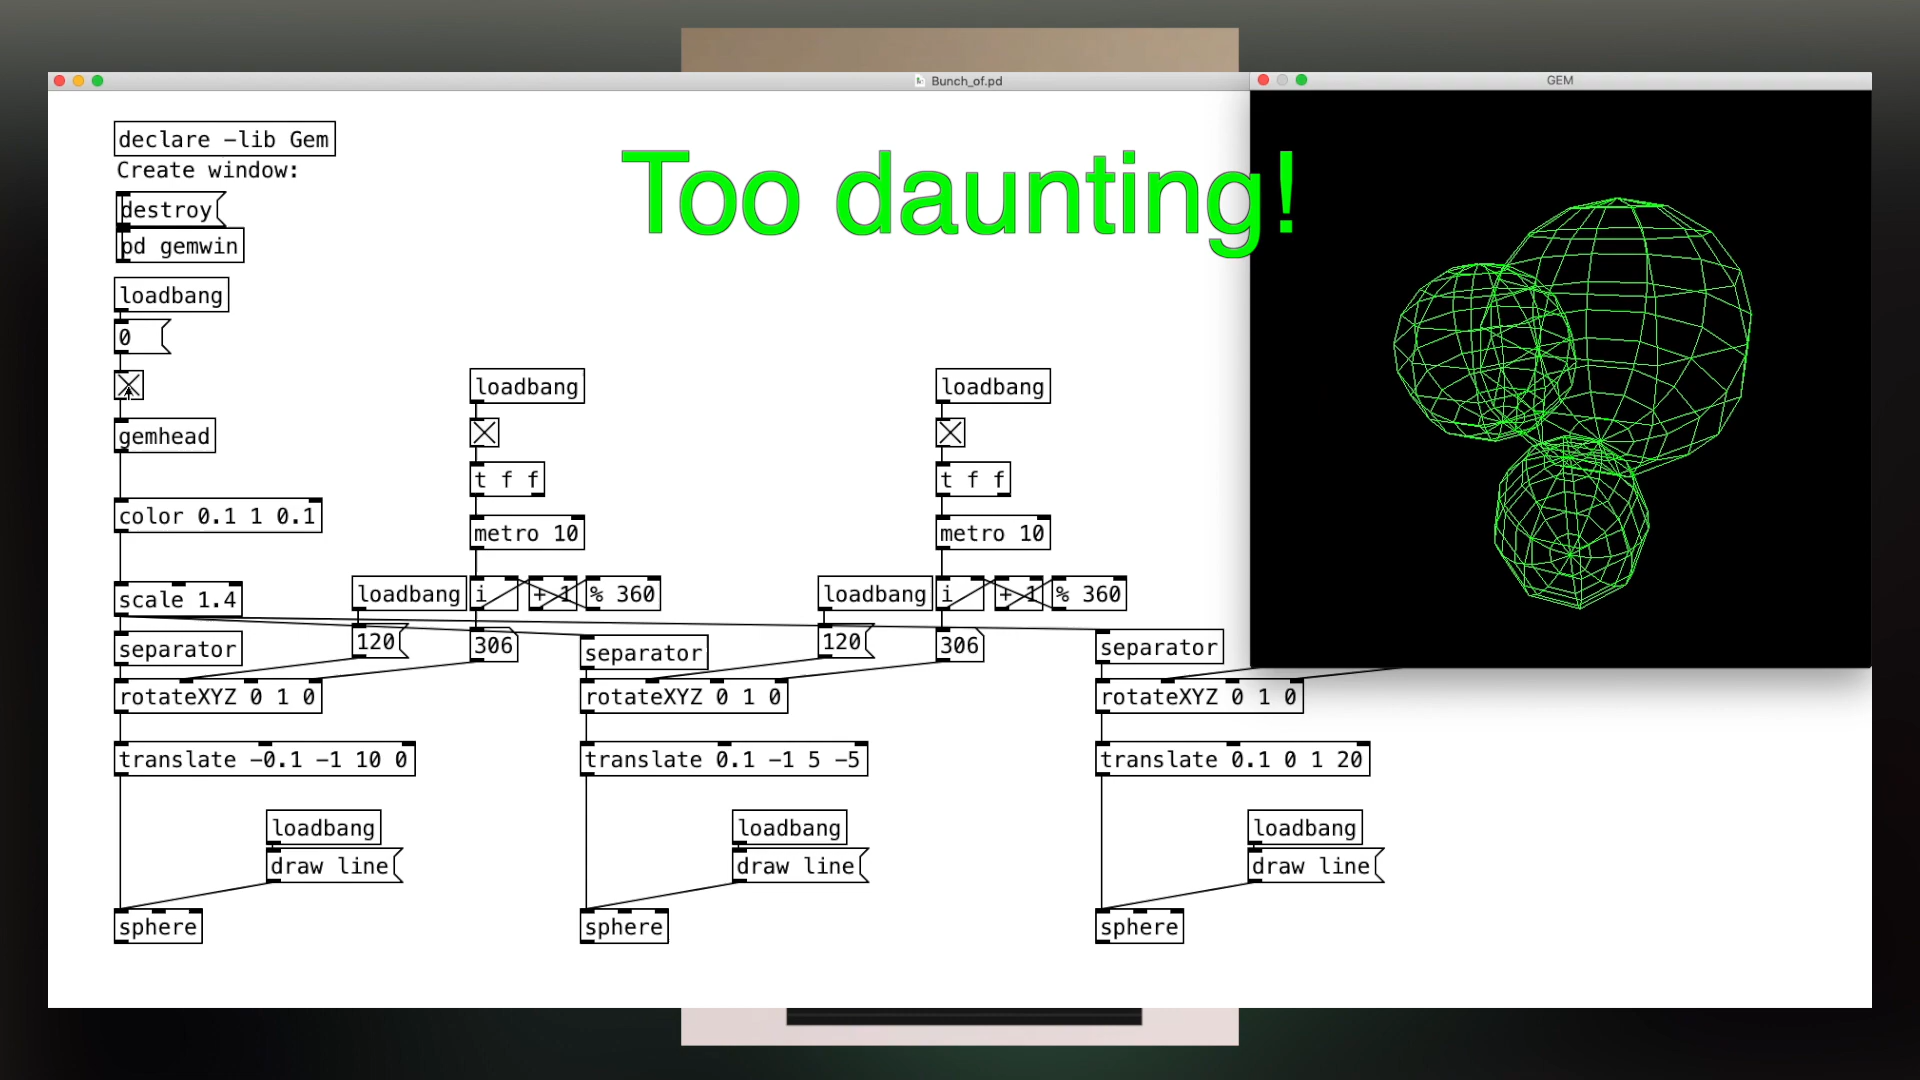 Bunch_of.pd
GEM
Too daunting!
declare -lib Gem
Create window:
destroy
pd gemwin
loadbang
0
gemhead
color 0.1 1 0.1
scale 1.4
separator
rotateXYZ 0 1 0
translate -0.1 -1 10 0
loadbang
draw line
sphere
loadbang
t f f
metro 10
loadbang
i
+ 1
% 360
120
306
separator
rotateXYZ 0 1 0
translate 0.1 -1 5 -5
loadbang
draw line
sphere
loadbang
t f f
metro 10
loadbang
i
+ 1
% 360
120
306
separator
rotateXYZ 0 1 0
translate 0.1 0 1 20
loadbang
draw line
sphere